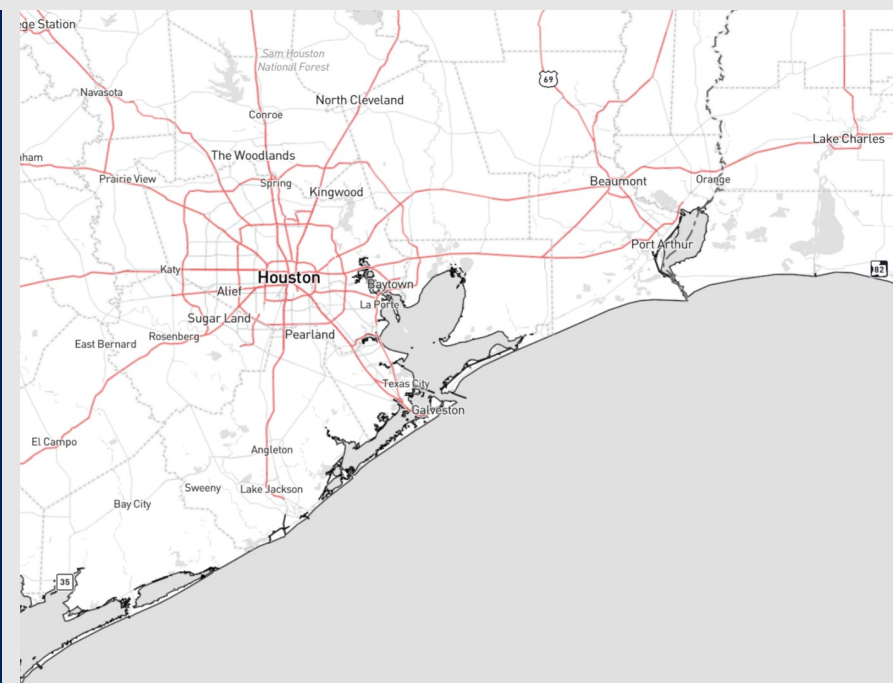 ege Station
Sam Houston
National Forest
69
Navasota
North Cleveland
Conroe
Lake Charles
nham
The Woodlands
Prairie View
Spring
Kingwood
Beaumont
Orange
Port Arthur
Katy
Houston
82
Alief
Baytown
La Porte
Sugar Land
Rosenberg
Pearland
East Bernard
Texas City
Galveston
El Campo
Angleton
Sweeny
Lake Jackson
Bay City
35